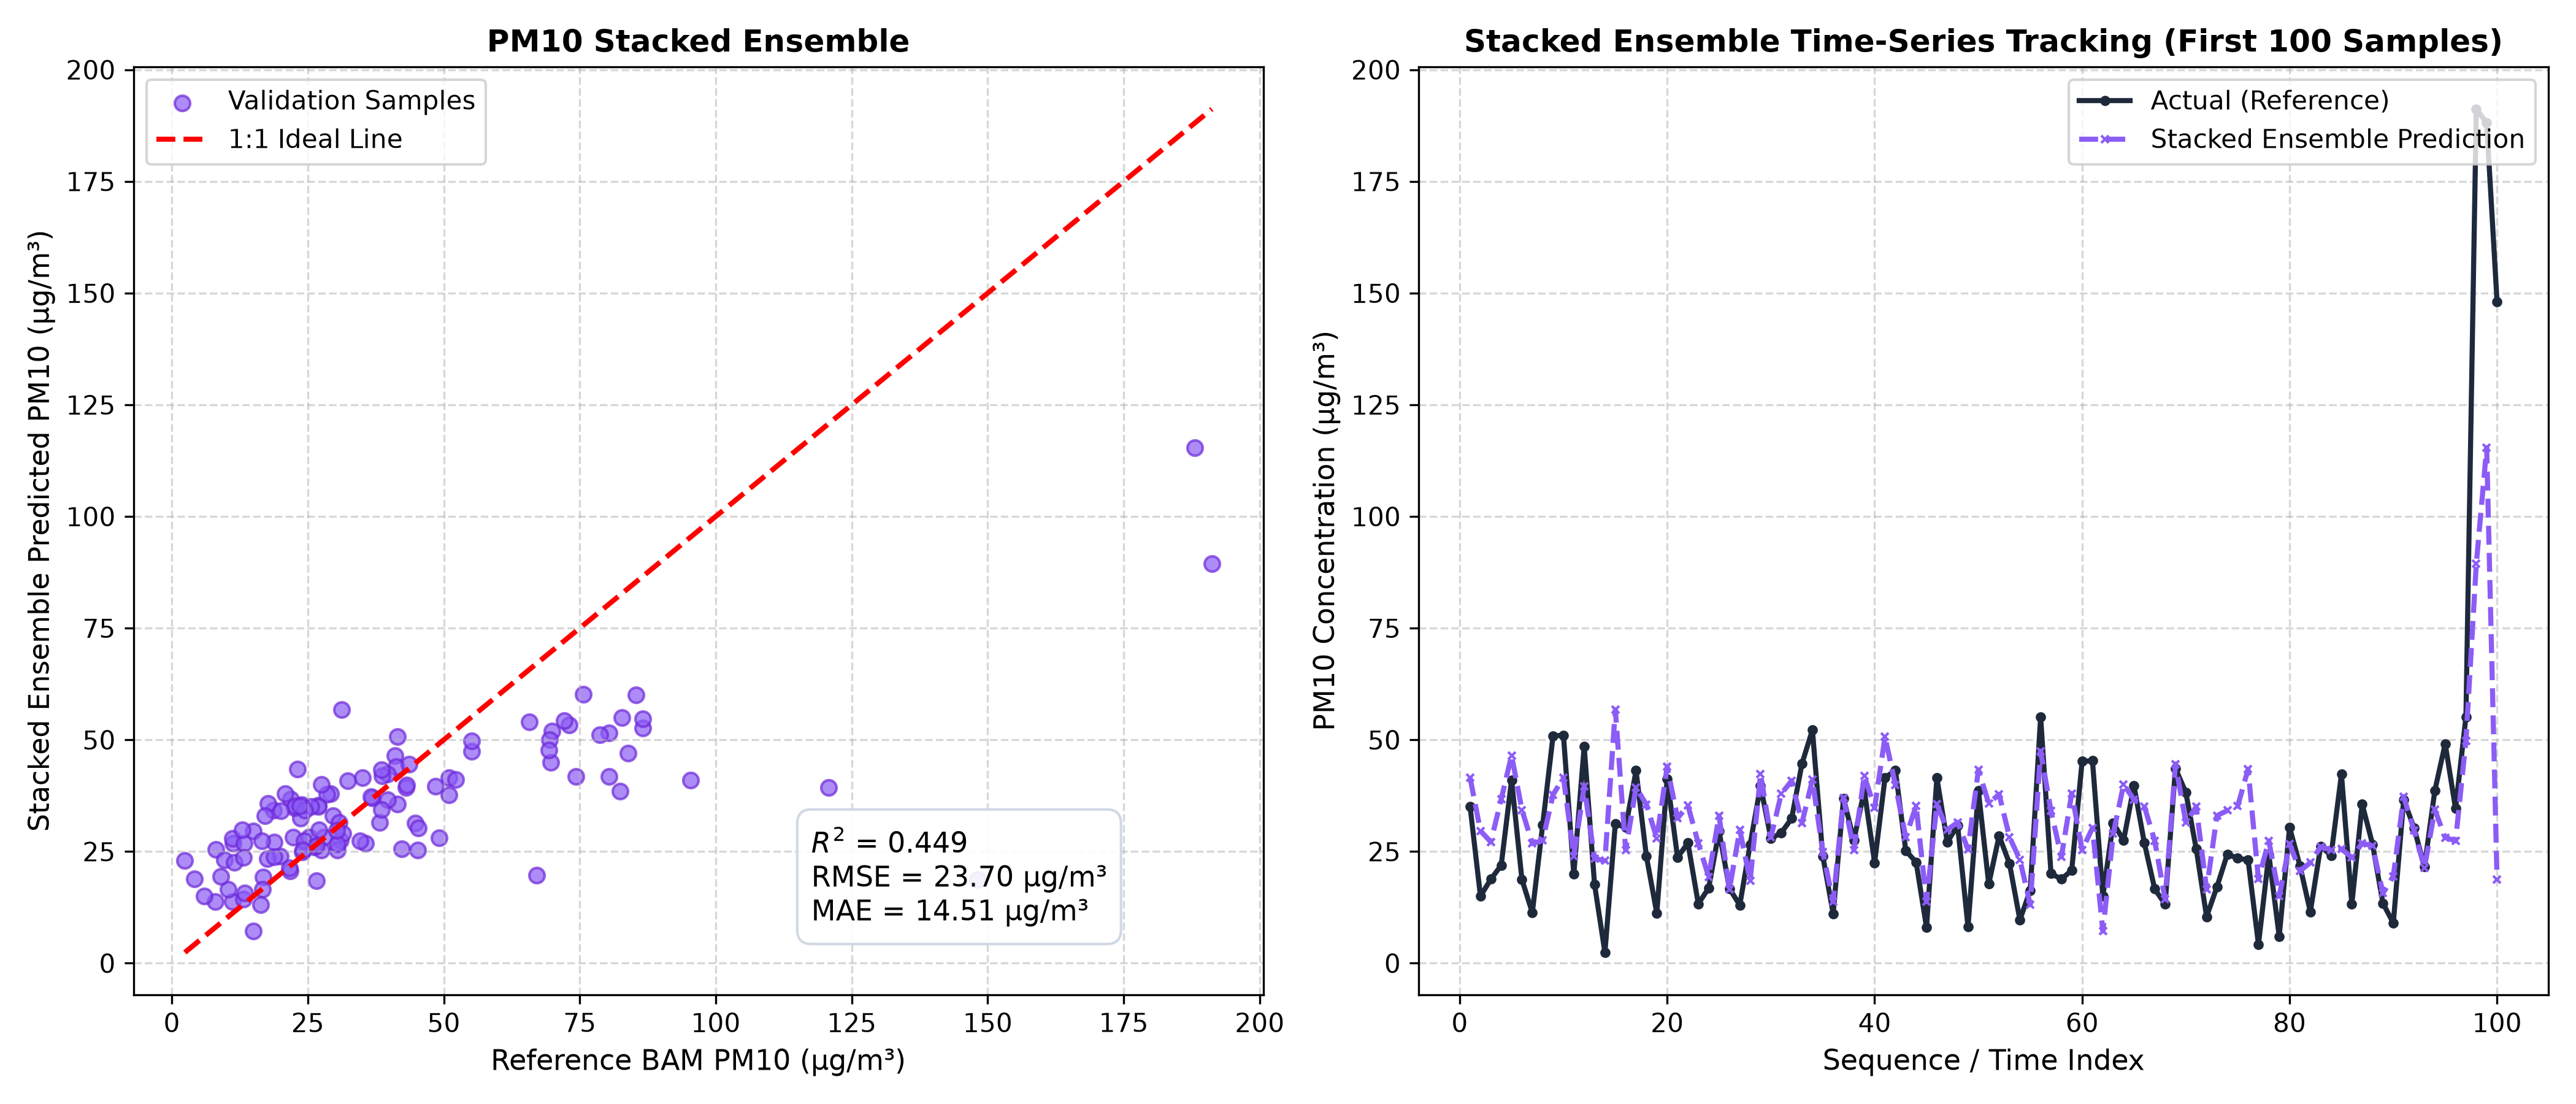 PM10 Stacked Ensemble
Stacked Ensemble Predicted PM10 (µg/m³)
200
175
150
125
100
75
50
25
0
Validation Samples
1:1 Ideal Line
R² = 0.449
RMSE = 23.70 µg/m³
MAE = 14.51 µg/m³
0 25 50 75 100 125 150 175 200
Reference BAM PM10 (µg/m³)
Stacked Ensemble Time-Series Tracking (First 100 Samples)
PM10 Concentration (µg/m³)
200
175
150
125
100
75
50
25
0
Actual (Reference)
Stacked Ensemble Prediction
0 20 40 60 80 100
Sequence / Time Index